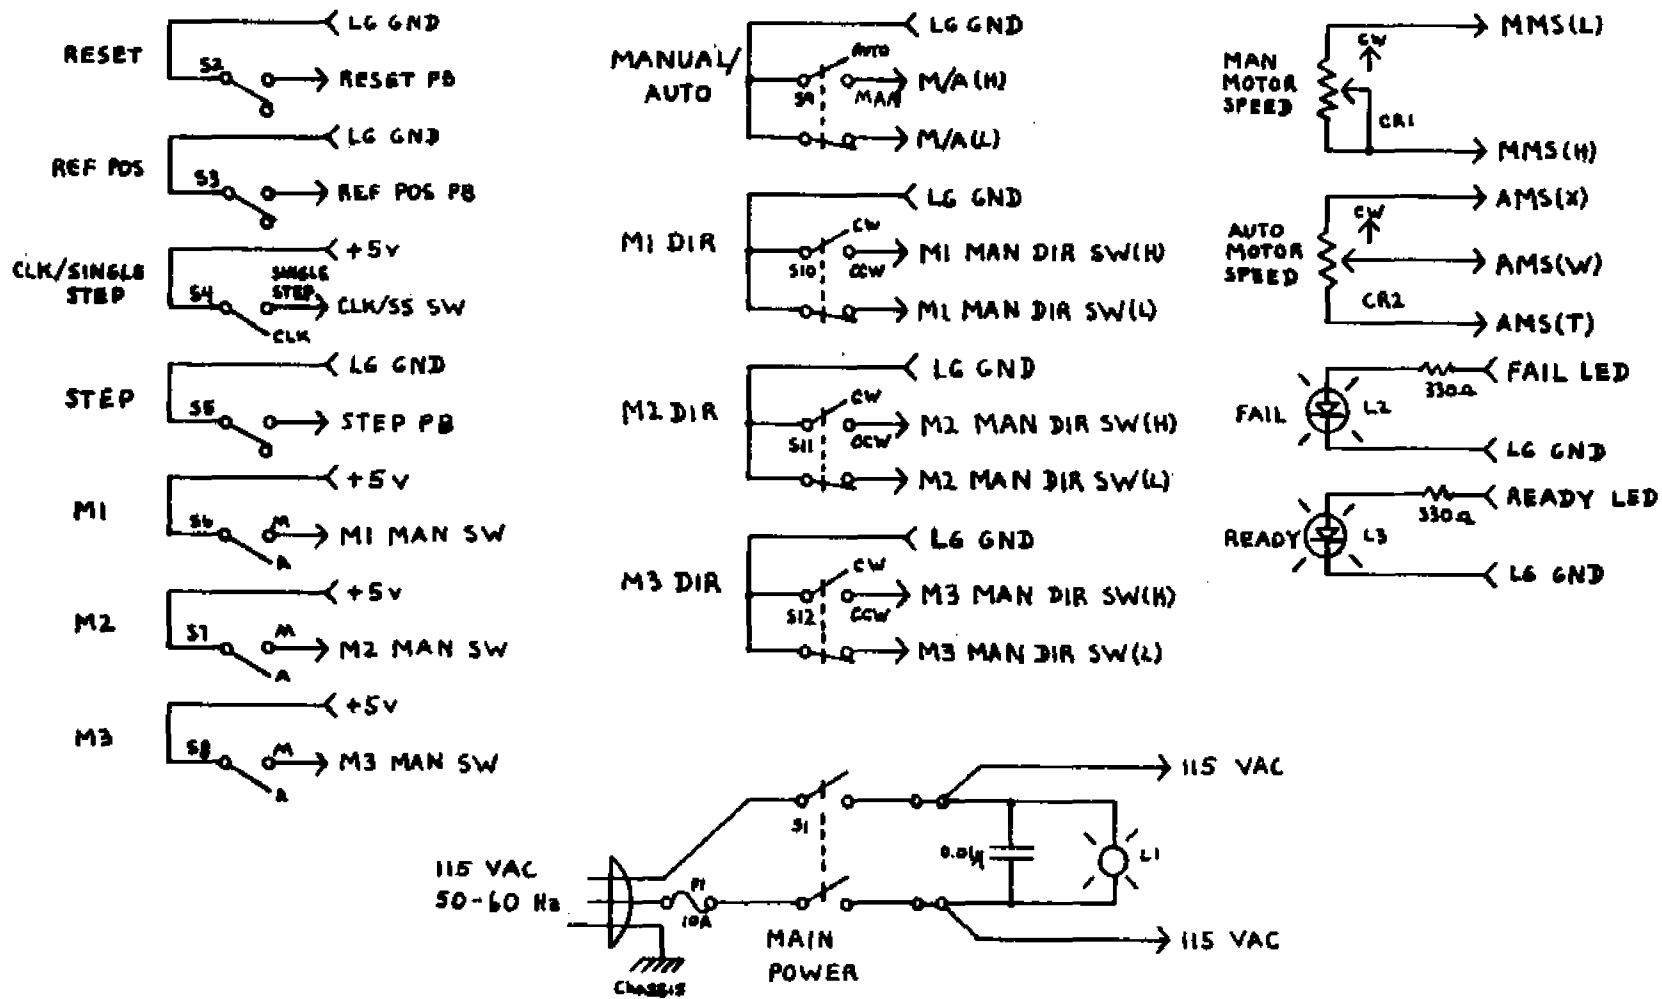 RESET
LG GND
S2
RESET PB
REF POS
LG GND
S3
REF POS PB
CLK/SINGLE
STEP
+5V
S4
SINGLE
STEP
CLK/SS SW
CLK
STEP
LG GND
S5
STEP PB
M1
+5V
S6
M
M1 MAN SW
A
M2
+5V
S7
M
M2 MAN SW
A
M3
+5V
S8
M
M3 MAN SW
A
MANUAL/
AUTO
LG GND
AUTO
S9
MAN
M/A(H)
M/A(L)
M1 DIR
LG GND
CW
S10
CCW
M1 MAN DIR SW(H)
M1 MAN DIR SW(L)
M2 DIR
LG GND
CW
S11
CCW
M2 MAN DIR SW(H)
M2 MAN DIR SW(L)
M3 DIR
LG GND
CW
S12
CCW
M3 MAN DIR SW(H)
M3 MAN DIR SW(L)
MAN
MOTOR
SPEED
MMS(L)
CW
CR1
MMS(H)
AUTO
MOTOR
SPEED
AMS(X)
CW
AMS(W)
CR2
AMS(T)
FAIL
L2
330Ω
FAIL LED
LG GND
READY
L3
330Ω
READY LED
LG GND
115 VAC
50-60 Hz
F1
10A
Chassis
S1
MAIN
POWER
0.01µ
L1
115 VAC
115 VAC